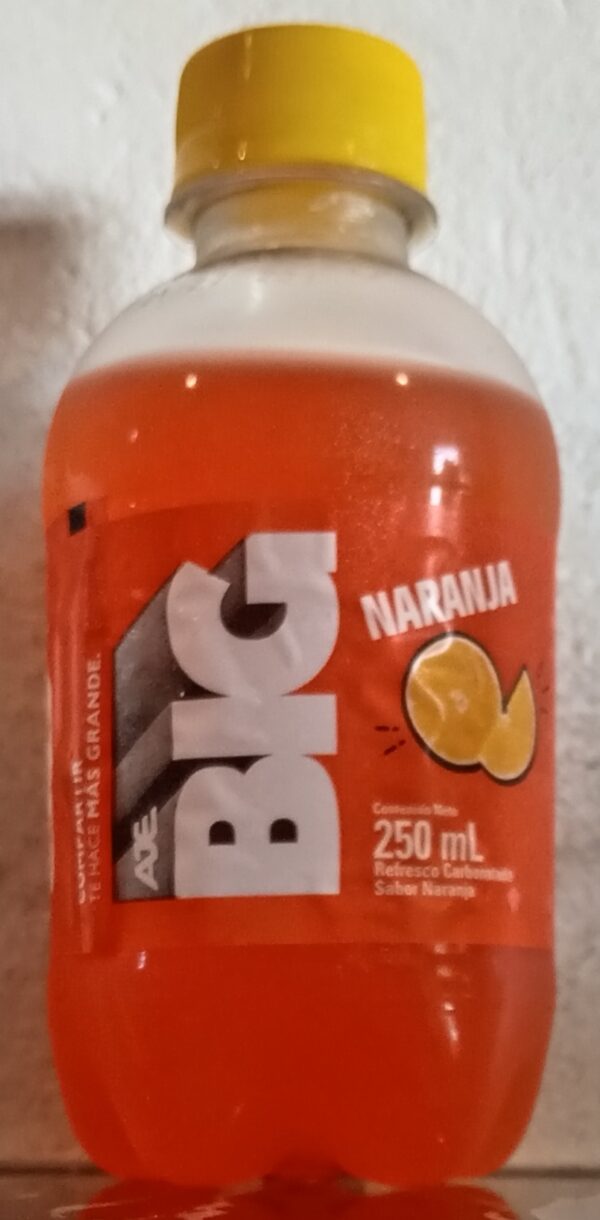 COMPARTIR
TE HACE MÁS GRANDE.
AJE
BIG
NARANJA
Contenido Neto
250 mL
Refresco Carbonatado
Sabor Naranja